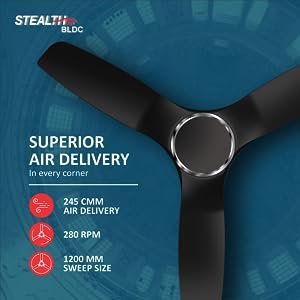 STEALTH
BLDC
SUPERIOR
AIR DELIVERY
In every corner
245 CMM
AIR DELIVERY
280 RPM
1200 MM
SWEEP SIZE